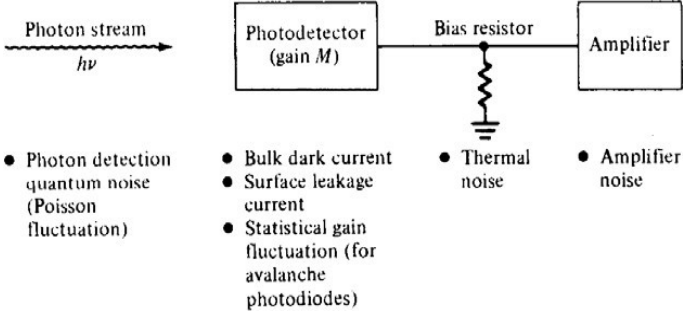 Photon stream
hν
Photodetector
(gain M)
Bias resistor
Amplifier
• Photon detection
quantum noise
(Poisson
fluctuation)
• Bulk dark current
• Surface leakage
current
• Statistical gain
fluctuation (for
avalanche
photodiodes)
• Thermal
noise
• Amplifier
noise